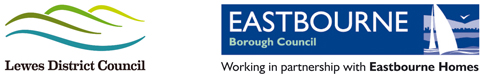 Lewes District Council
EASTBOURNE
Borough Council
Working in partnership with Eastbourne Homes